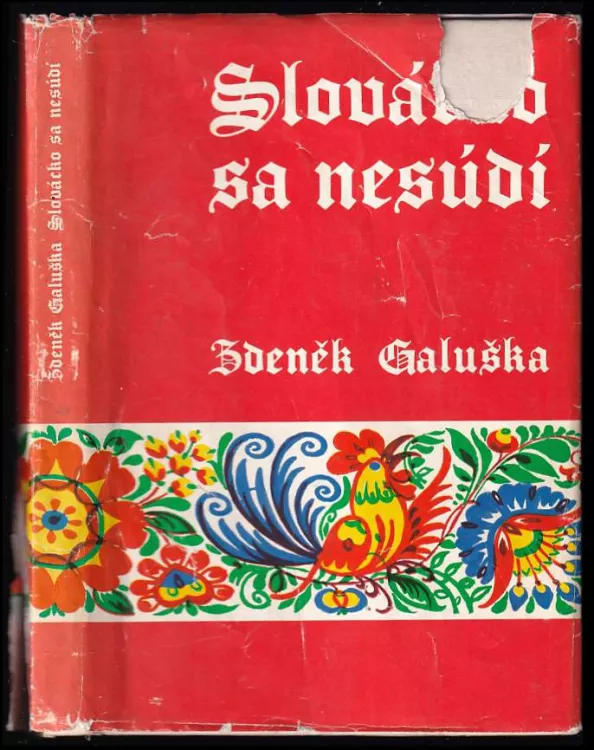 Slovácko
sa nesúdí
Zdeněk Galuška
Zdeněk Galuška Slovácko sa nesúdí